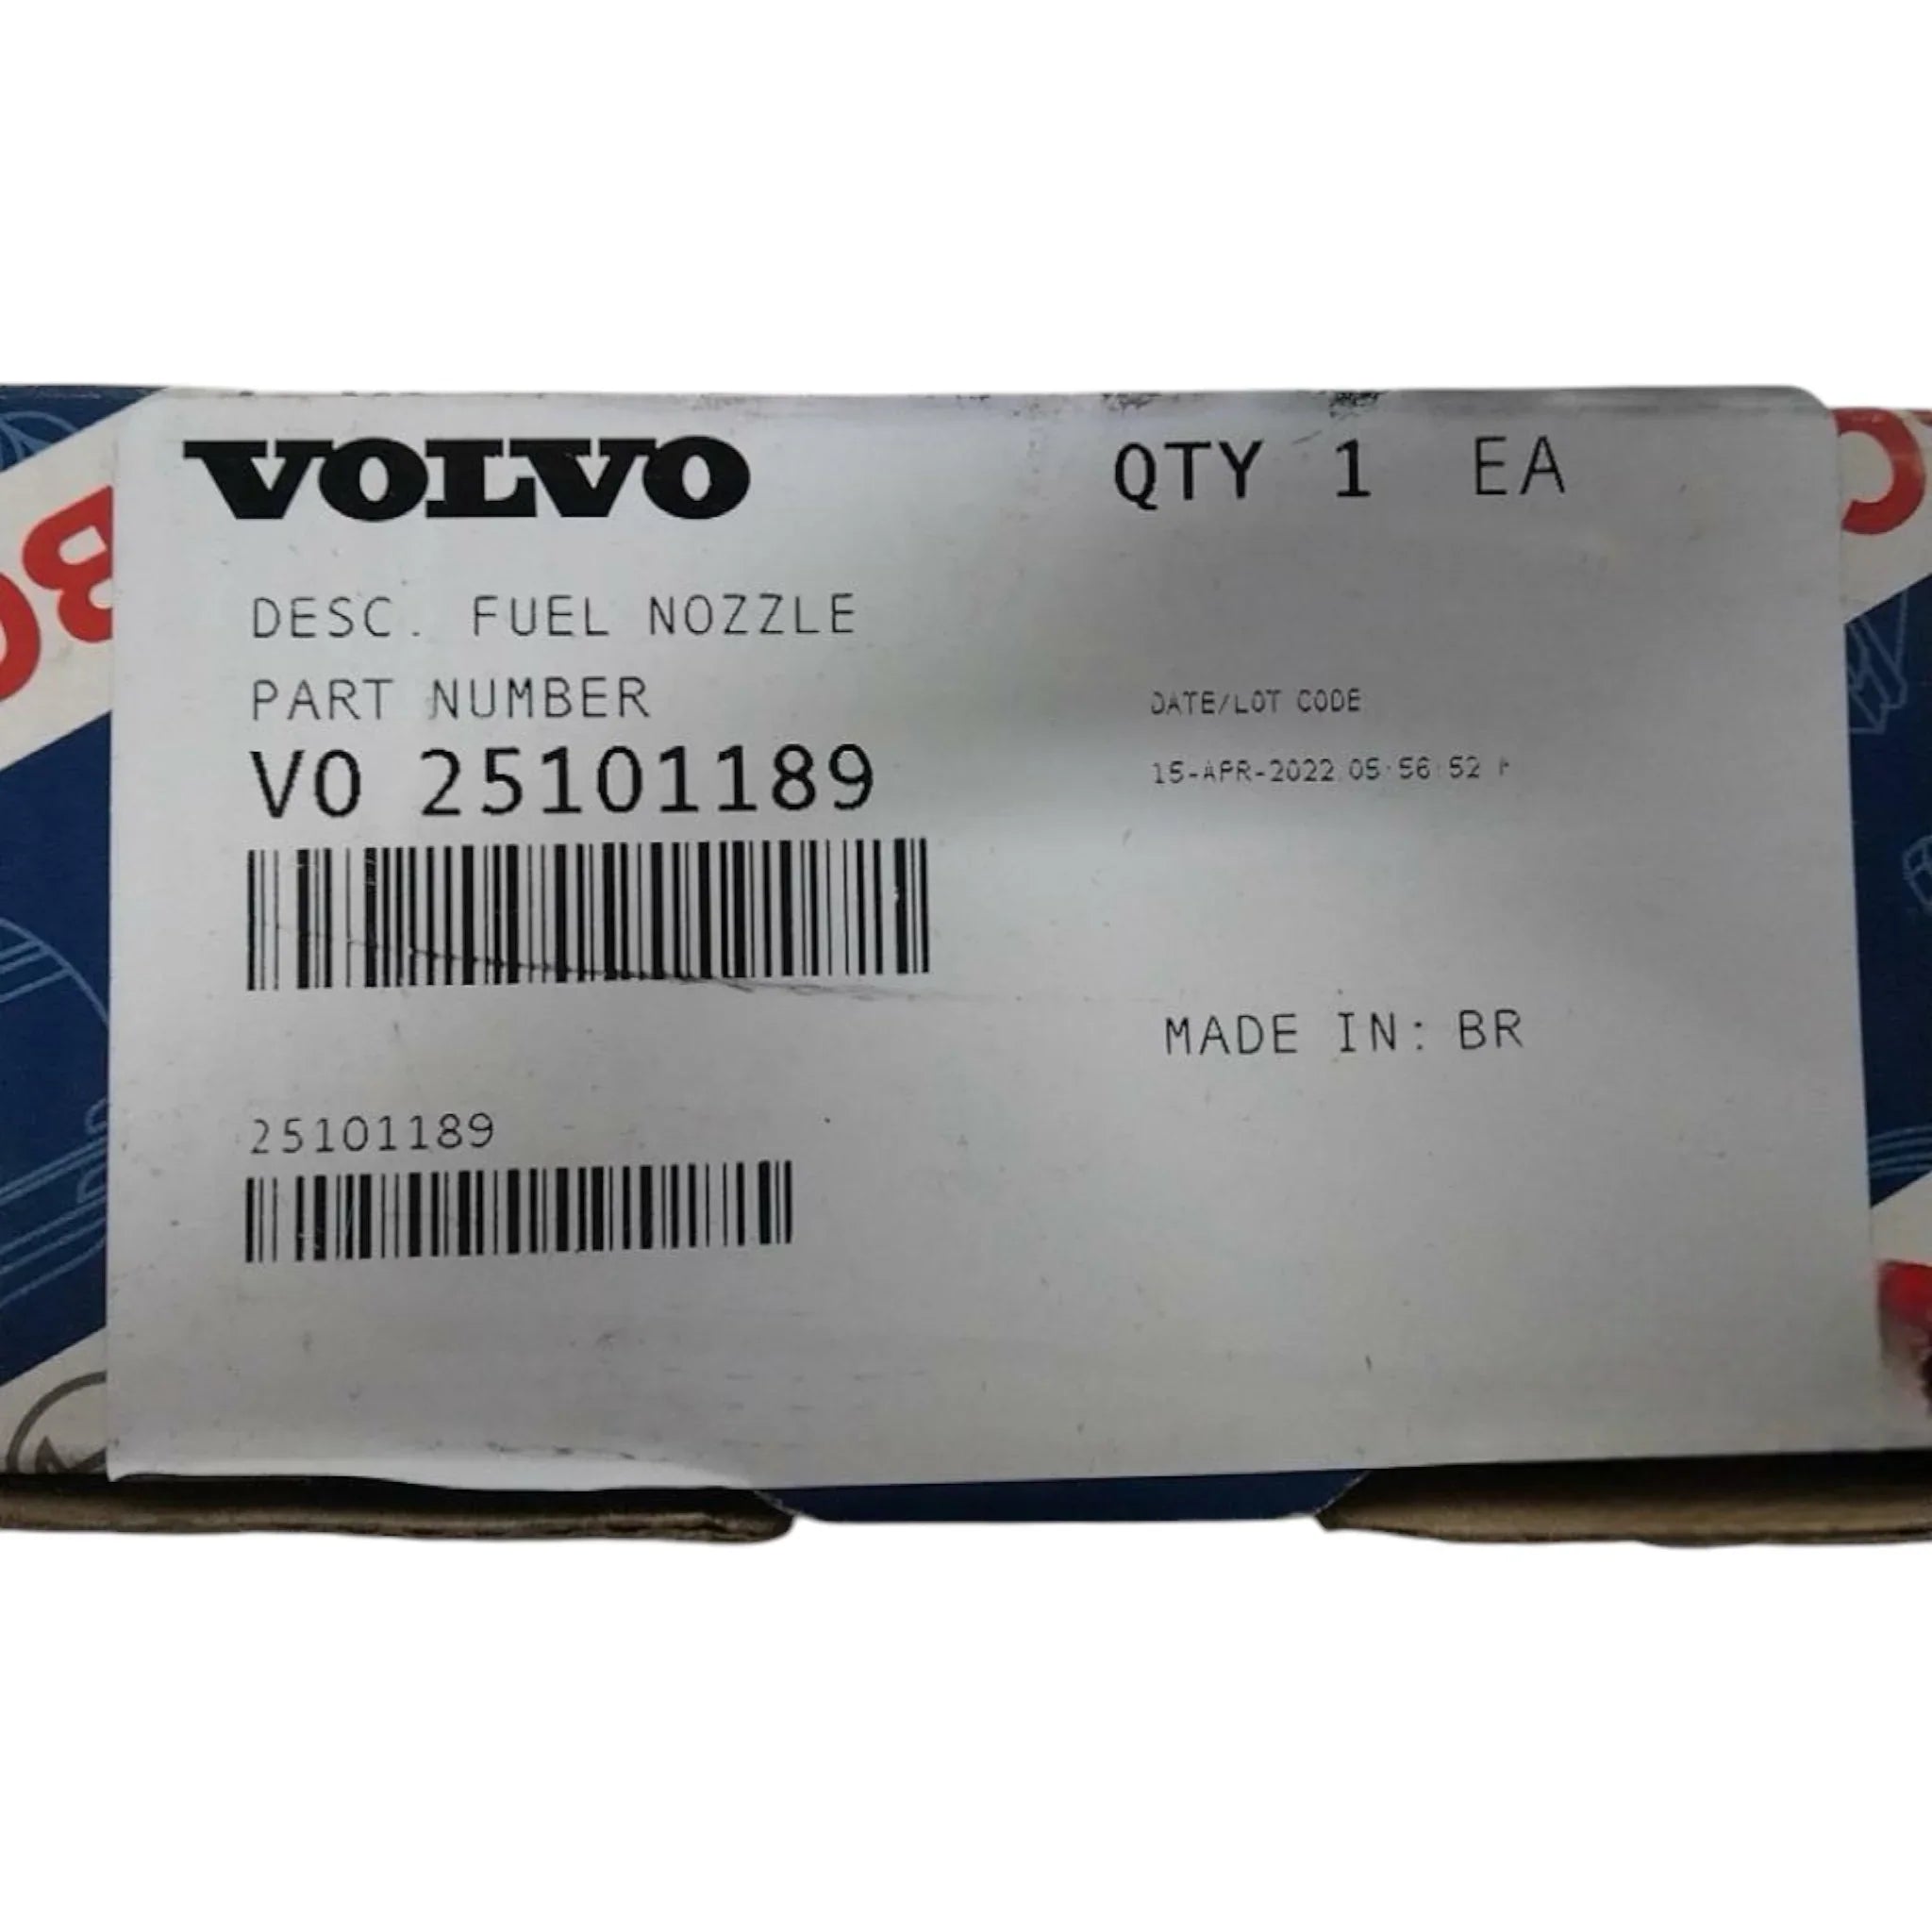 VOLVO
QTY 1 EA
DESC. FUEL NOZZLE
PART NUMBER
VO 25101189
DATE/LOT CODE
15-APR-2022 05:56:52
MADE IN: BR
25101189